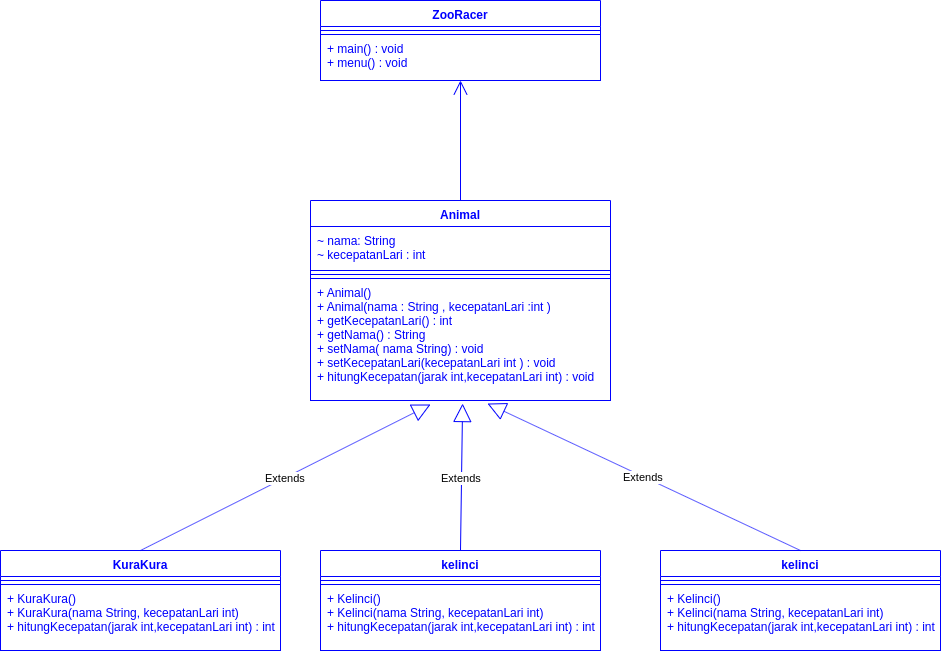 ZooRacer
+ main() : void
+ menu() : void
Animal
~ nama: String
~ kecepatanLari : int
+ Animal()
+ Animal(nama : String , kecepatanLari :int )
+ getKecepatanLari() : int
+ getNama() : String
+ setNama( nama String) : void
+ setKecepatanLari(kecepatanLari int ) : void
+ hitungKecepatan(jarak int,kecepatanLari int) : void
Extends
Extends
Extends
KuraKura
+ KuraKura()
+ KuraKura(nama String, kecepatanLari int)
+ hitungKecepatan(jarak int,kecepatanLari int) : int
kelinci
+ Kelinci()
+ Kelinci(nama String, kecepatanLari int)
+ hitungKecepatan(jarak int,kecepatanLari int) : int
kelinci
+ Kelinci()
+ Kelinci(nama String, kecepatanLari int)
+ hitungKecepatan(jarak int,kecepatanLari int) : int